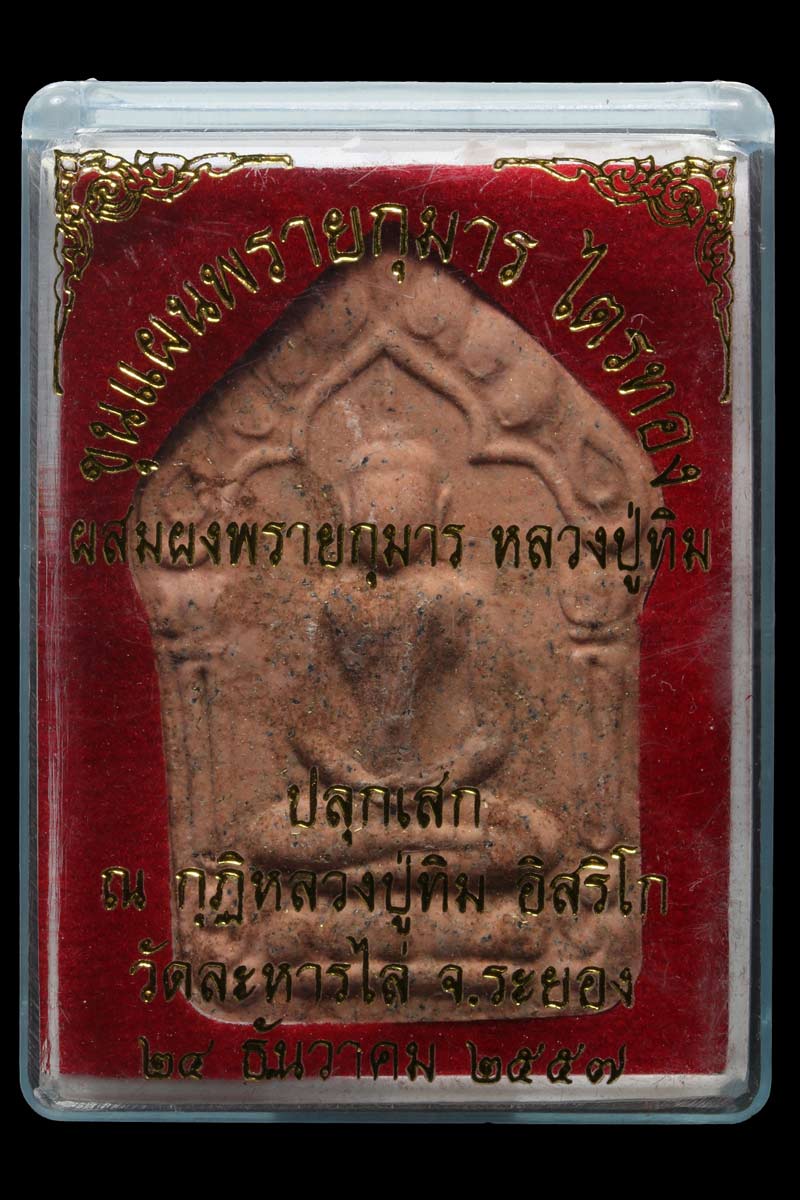 ขุนแผนพรายกุมาร ไตรทอง
ผสมผงพรายกุมาร หลวงปู่ทิม
ปลุกเสก
ณ กุฏิหลวงปู่ทิม อิสริโก
วัดละหารไล่ จ.ระยอง
๒๔ ธันวาคม ๒๕๕๗